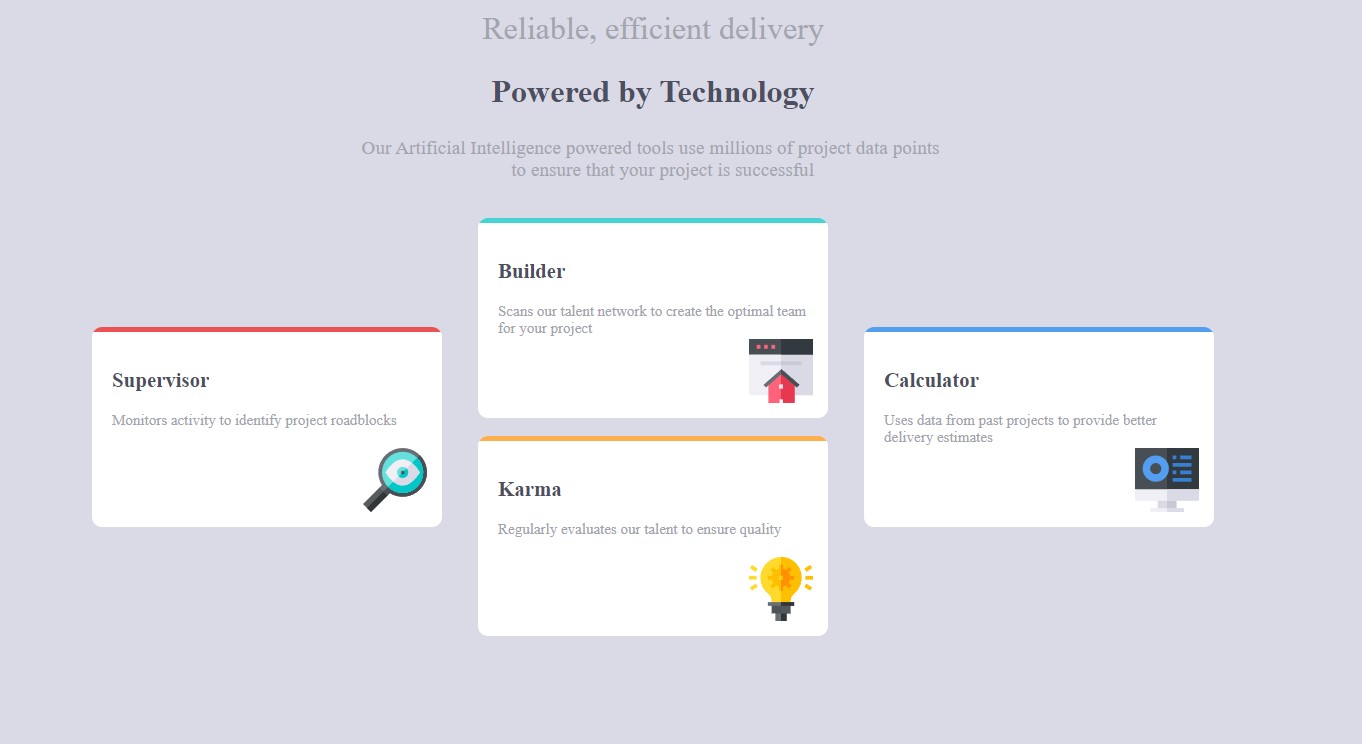 Reliable, efficient delivery
Powered by Technology
Our Artificial Intelligence powered tools use millions of project data points
to ensure that your project is successful
Supervisor
Monitors activity to identify project roadblocks
Builder
Scans our talent network to create the optimal team
for your project
Karma
Regularly evaluates our talent to ensure quality
Calculator
Uses data from past projects to provide better
delivery estimates